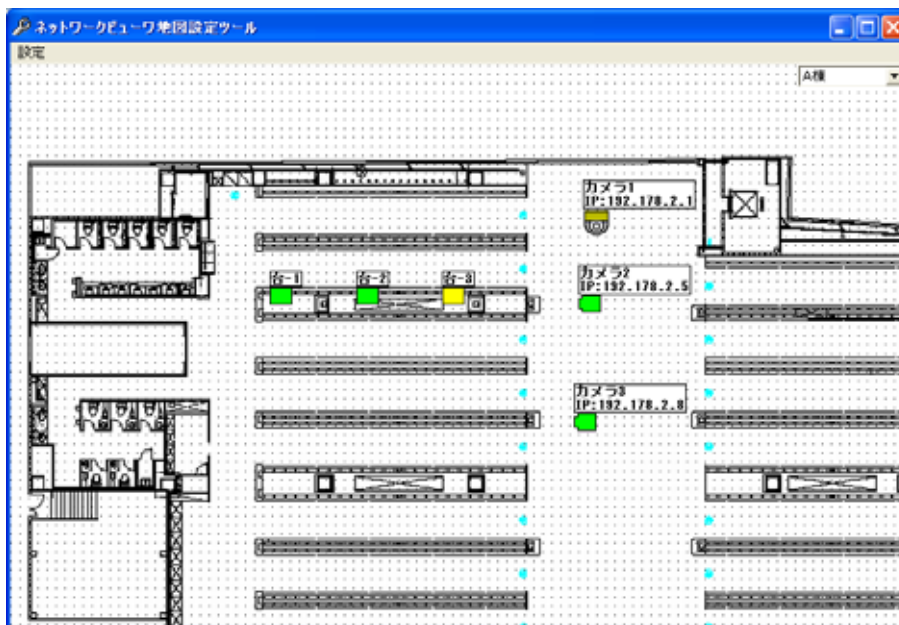 ネットワークビューワ地図設定ツール
設定
A棟
カメラ1
IP:192.178.2.1
カメラ2
IP:192.178.2.5
台-1
台-2
台-3
カメラ3
IP:192.178.2.8